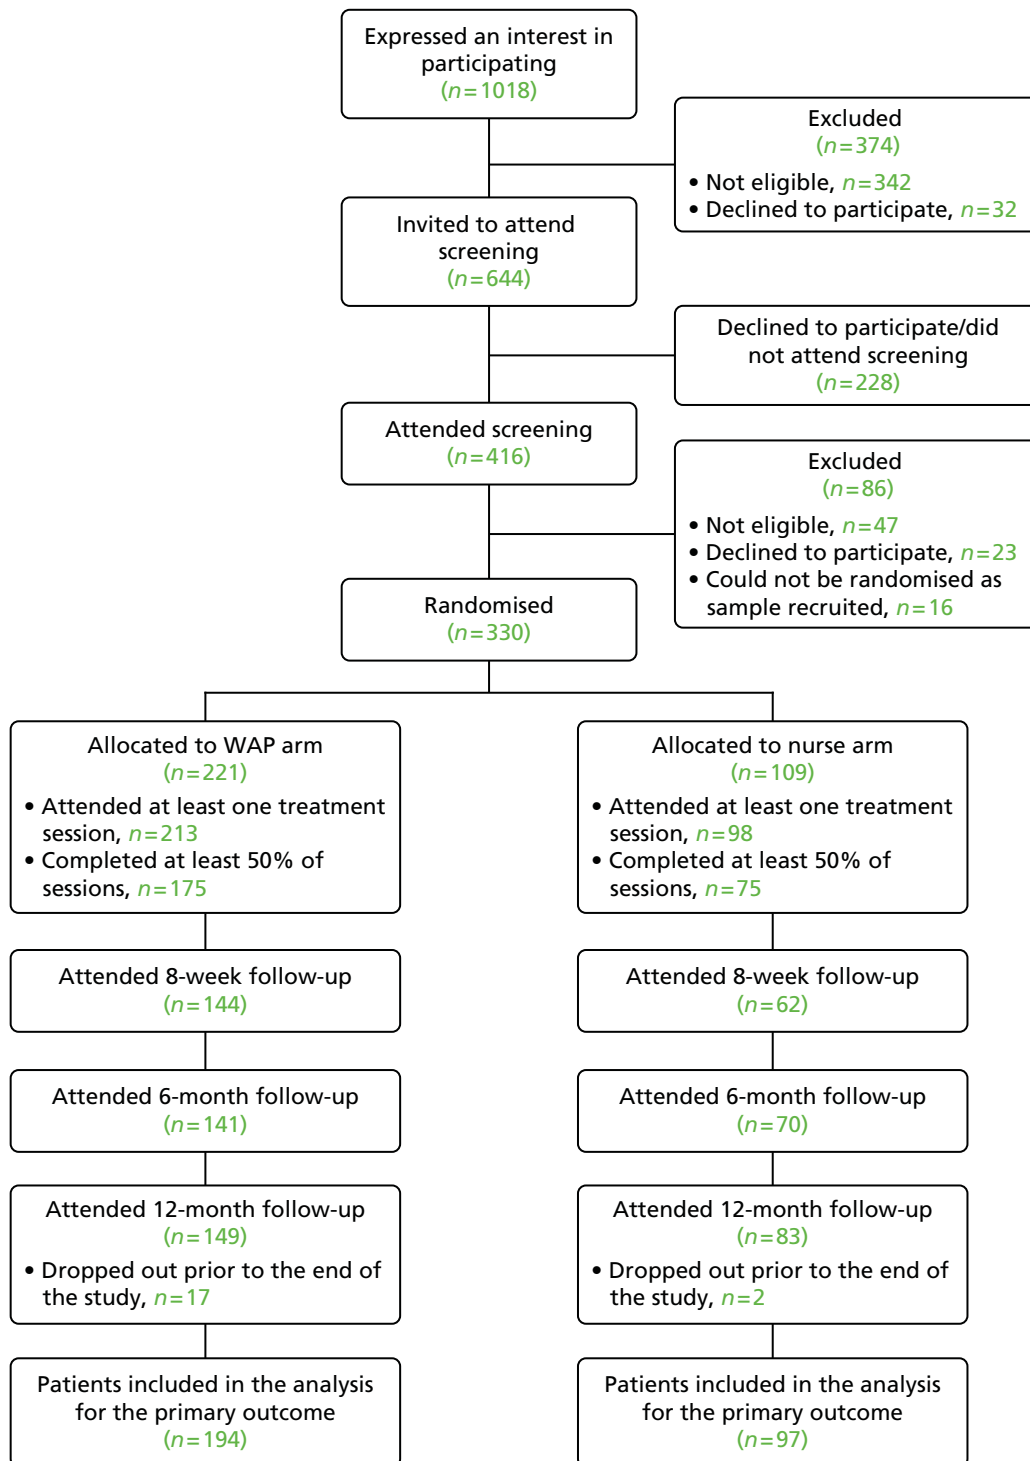 Expressed an interest in
participating
(n=1018)
Excluded
(n=374)
• Not eligible, n=342
• Declined to participate, n=32
Invited to attend
screening
(n=644)
Declined to participate/did
not attend screening
(n=228)
Attended screening
(n=416)
Excluded
(n=86)
• Not eligible, n=47
• Declined to participate, n=23
• Could not be randomised as
sample recruited, n=16
Randomised
(n=330)
Allocated to WAP arm
(n=221)
• Attended at least one treatment
session, n=213
• Completed at least 50% of
sessions, n=175
Allocated to nurse arm
(n=109)
• Attended at least one treatment
session, n=98
• Completed at least 50% of
sessions, n=75
Attended 8-week follow-up
(n=144)
Attended 8-week follow-up
(n=62)
Attended 6-month follow-up
(n=141)
Attended 6-month follow-up
(n=70)
Attended 12-month follow-up
(n=149)
• Dropped out prior to the end of
the study, n=17
Attended 12-month follow-up
(n=83)
• Dropped out prior to the end of
the study, n=2
Patients included in the analysis
for the primary outcome
(n=194)
Patients included in the analysis
for the primary outcome
(n=97)